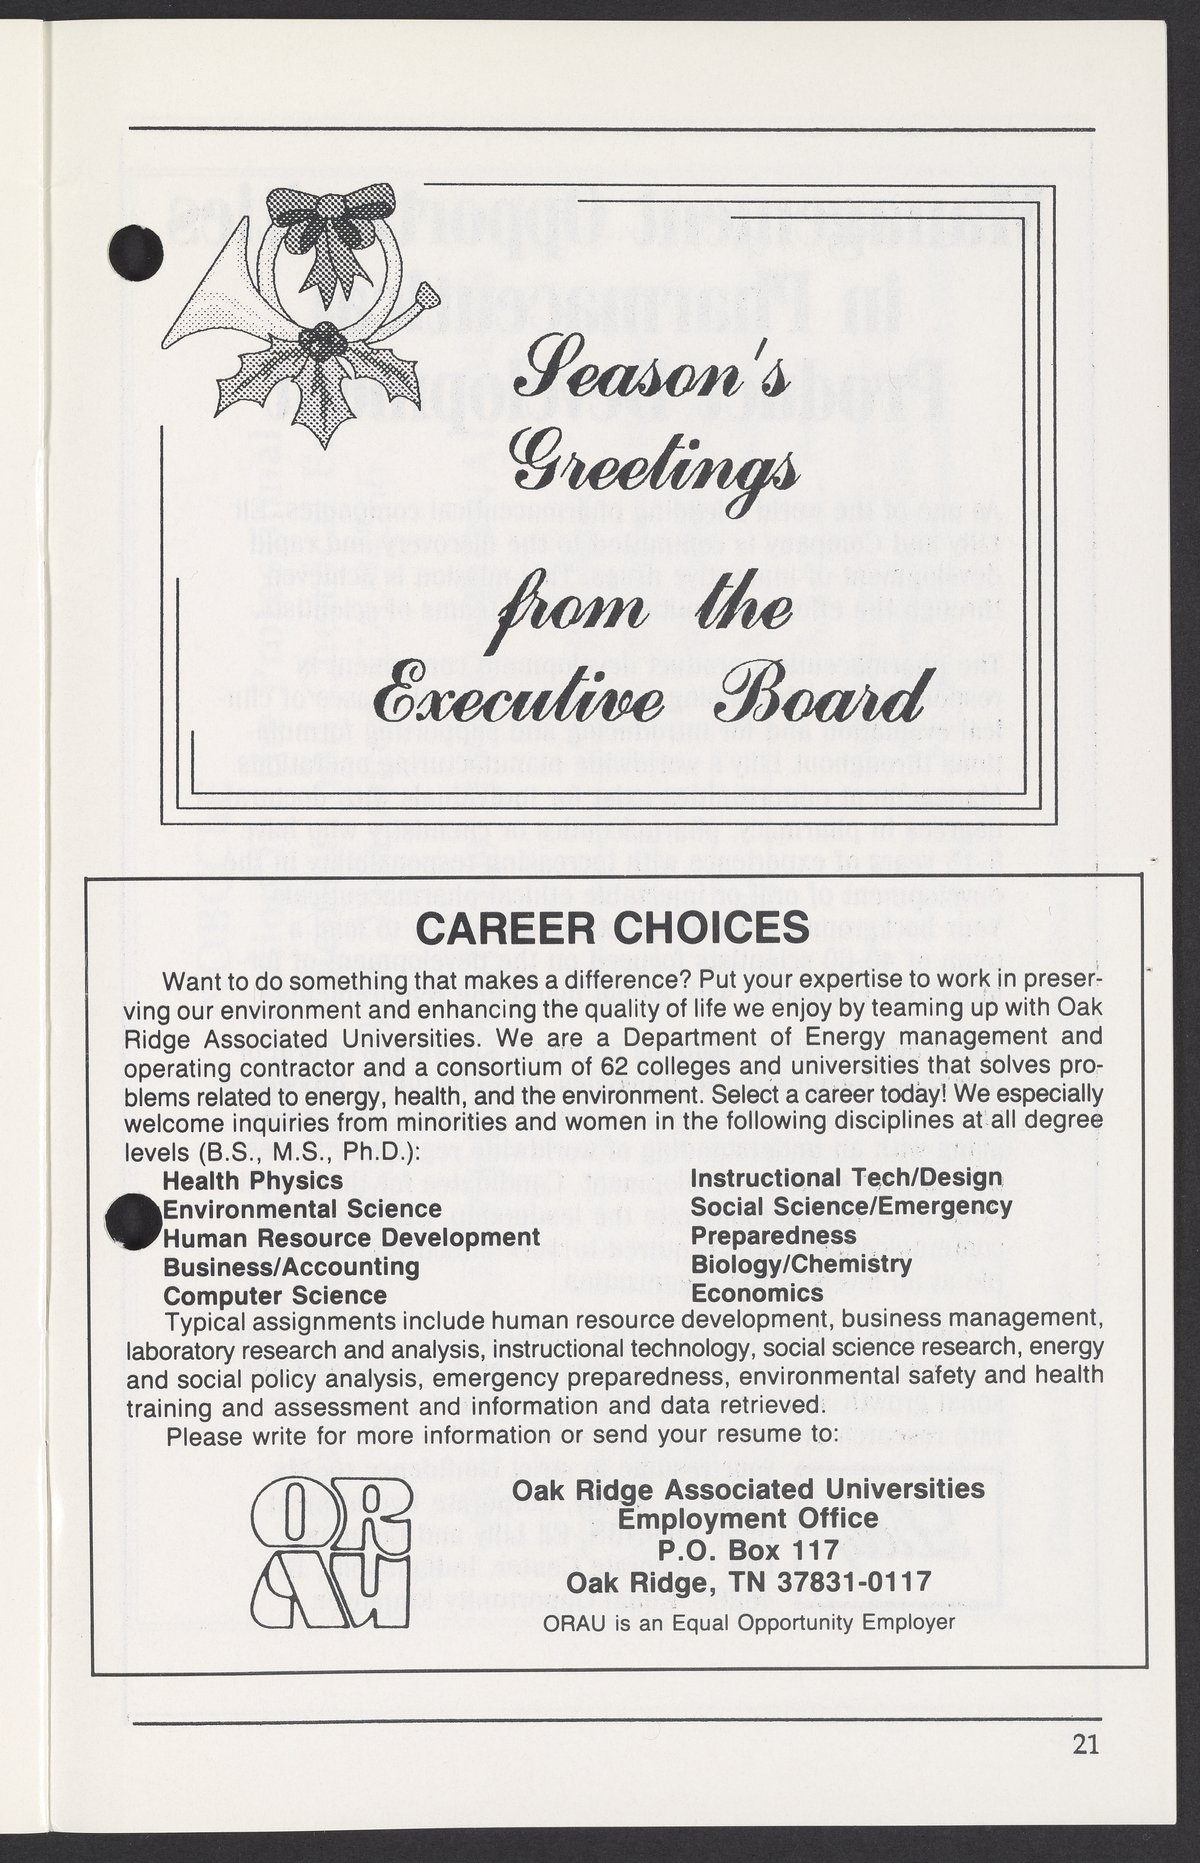 Season's
Greetings
from the
Executive Board
CAREER CHOICES
Want to do something that makes a difference? Put your expertise to work in preser-
ving our environment and enhancing the quality of life we enjoy by teaming up with Oak
Ridge Associated Universities. We are a Department of Energy management and
operating contractor and a consortium of 62 colleges and universities that solves pro-
blems related to energy, health, and the environment. Select a career today! We especially
welcome inquiries from minorities and women in the following disciplines at all degree
levels (B.S., M.S., Ph.D.):
Health Physics
Environmental Science
Human Resource Development
Business/Accounting
Computer Science
Instructional Tech/Design
Social Science/Emergency
Preparedness
Biology/Chemistry
Economics
Typical assignments include human resource development, business management,
laboratory research and analysis, instructional technology, social science research, energy
and social policy analysis, emergency preparedness, environmental safety and health
training and assessment and information and data retrieved.
Please write for more information or send your resume to:
ORAU
Oak Ridge Associated Universities
Employment Office
P.O. Box 117
Oak Ridge, TN 37831-0117
ORAU is an Equal Opportunity Employer
21